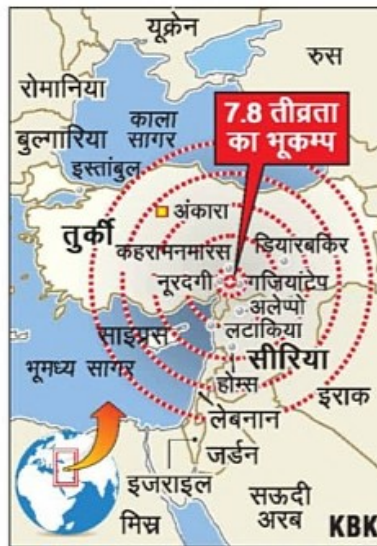 यूक्रेन
रुस
रोमानिया
काला
सागर
7.8 तीव्रता
का भूकम्प
बुल्गारिया
इस्तांबुल
अंकारा
तुर्की
कहरामनमारस
डियारबकिर
नूरदगी
गजियांटेप
अलेप्पो
लटाकिया
साइप्रस
सीरिया
भूमध्य सागर
होम्स
इराक
लेबनान
जर्डन
इजराइल
मिस्र
सऊदी
अरब
KBK